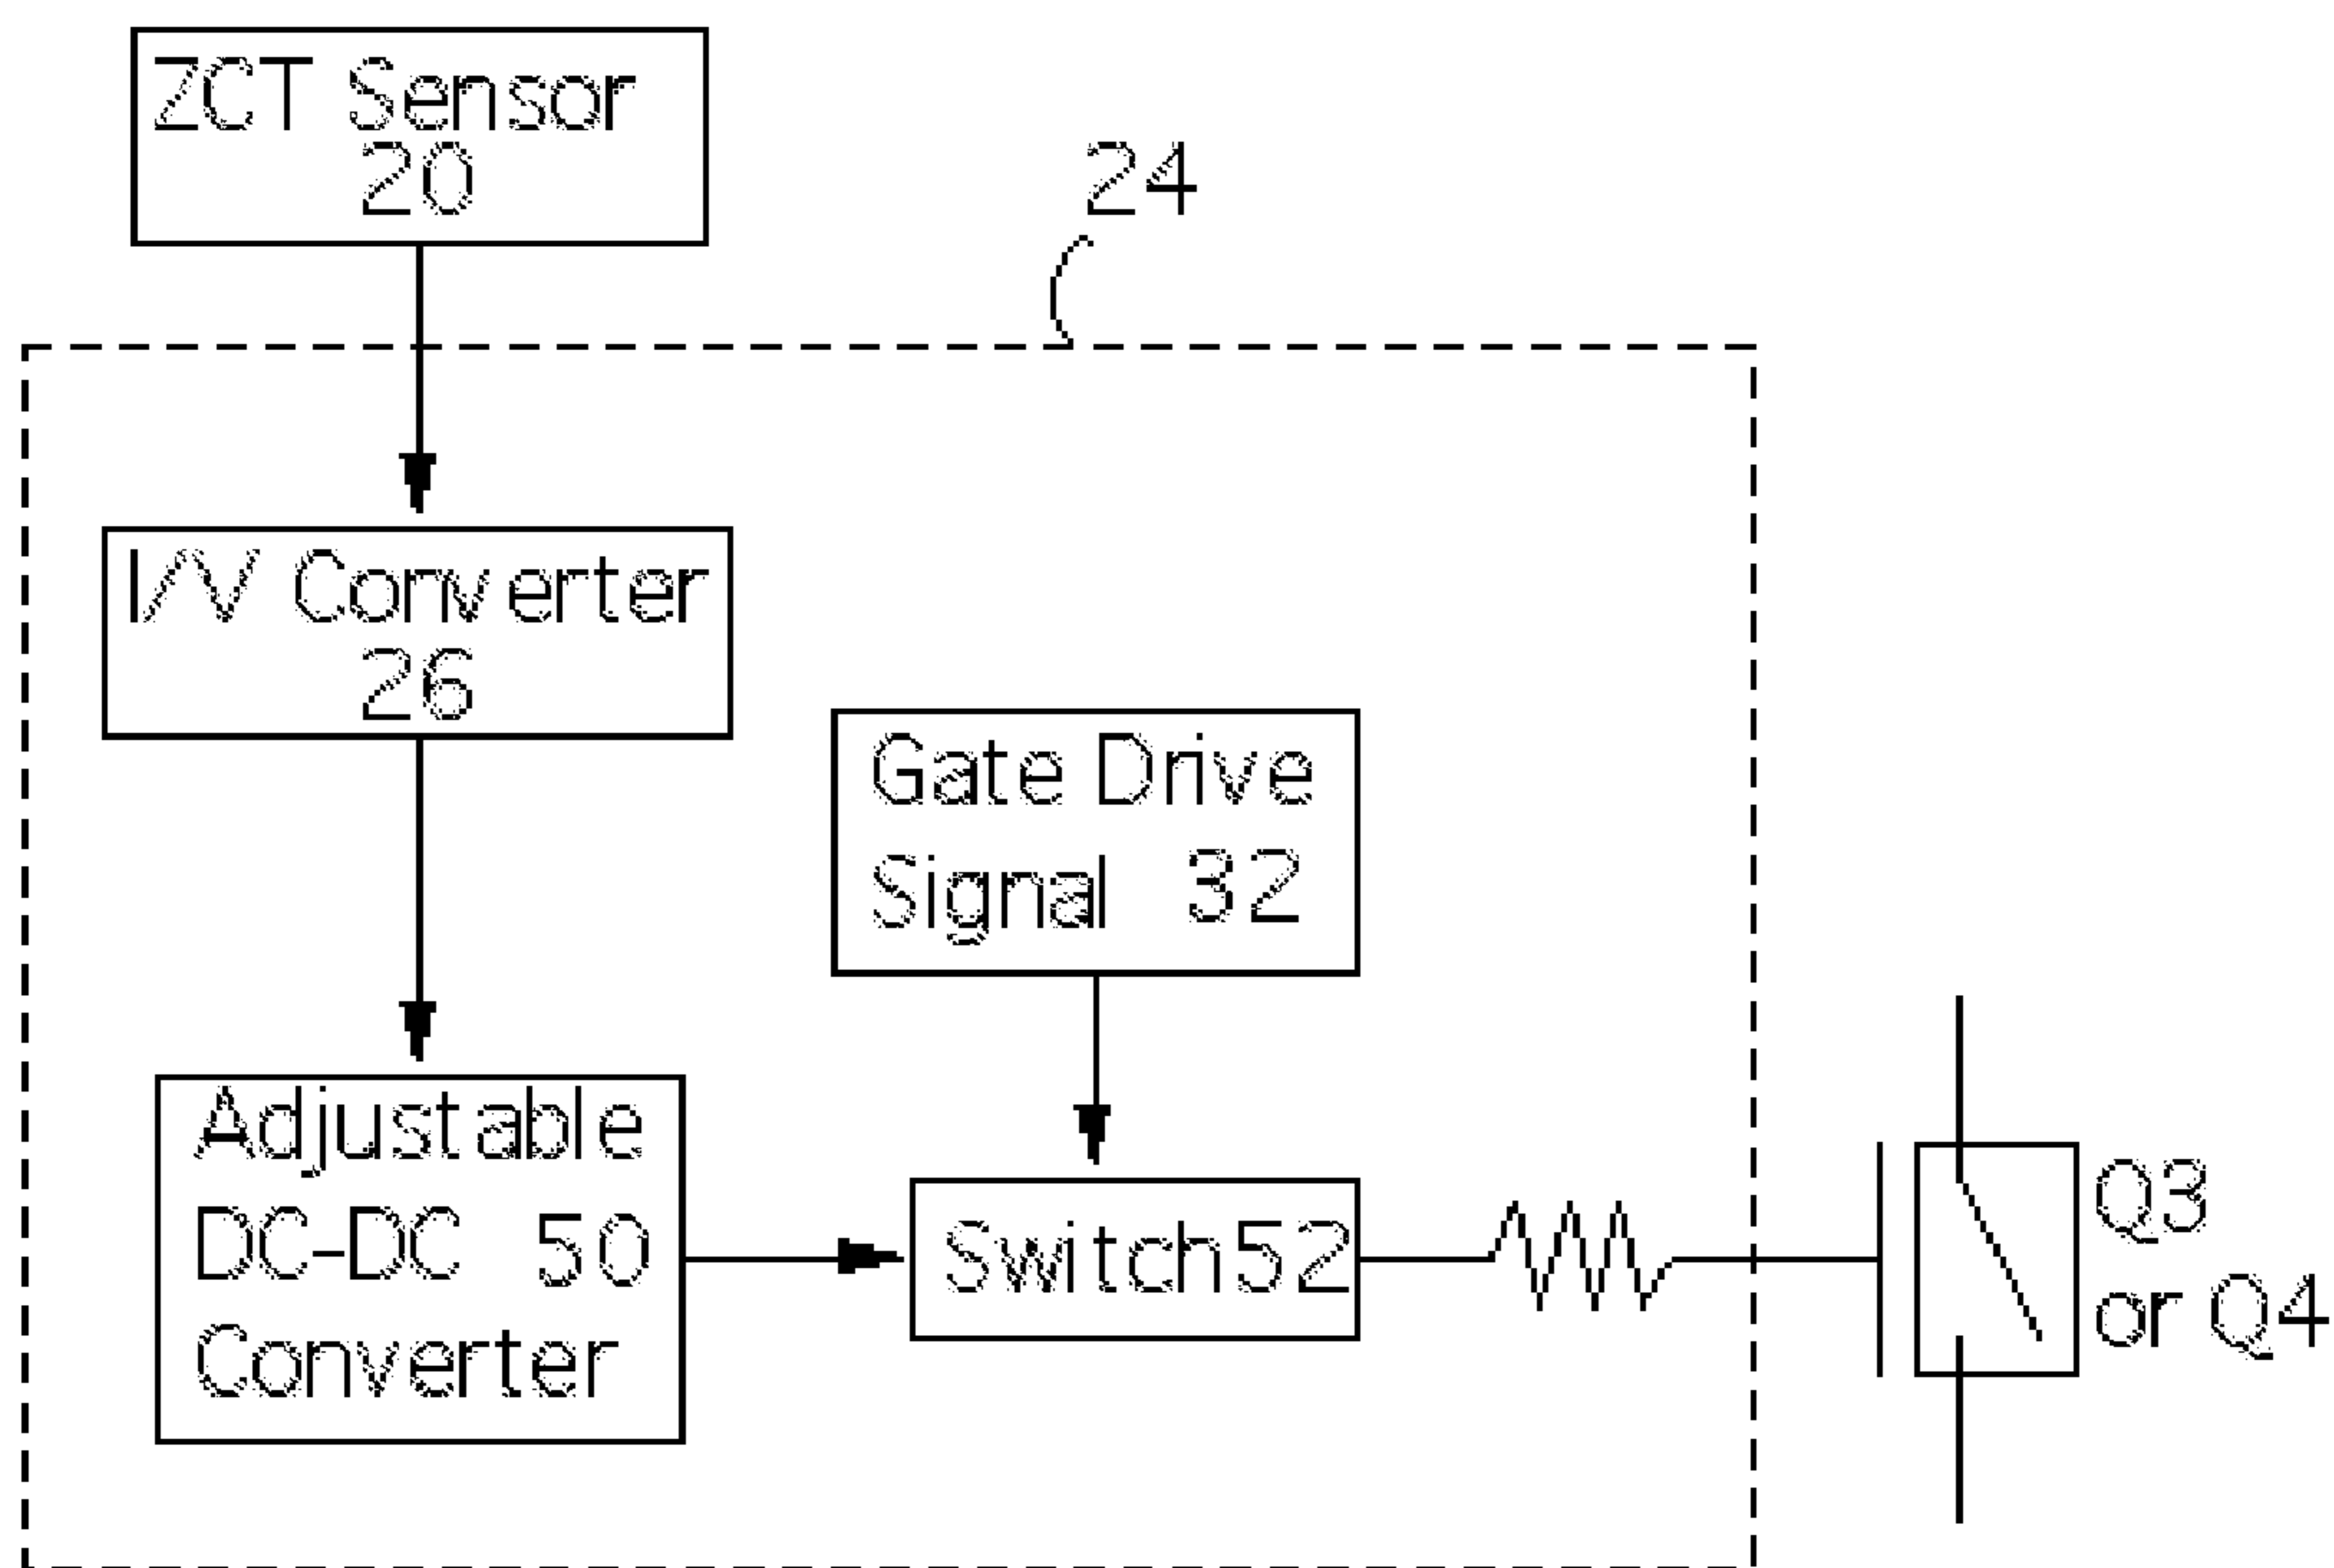 ZCT Sensor
20
24
I/V Converter
26
Gate Drive
Signal 32
Adjustable
DC-DC 50
Converter
Switch52
Q3
or Q4